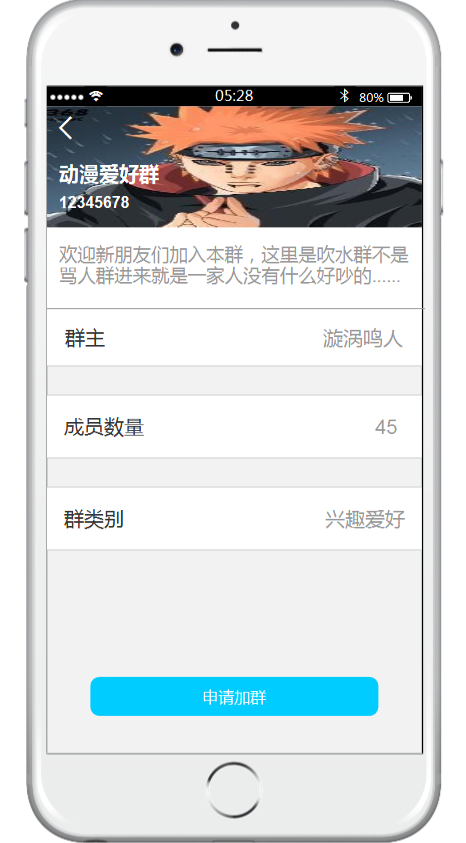 05:28
80%
动漫爱好群
12345678
欢迎新朋友们加入本群，这里是吹水群不是
骂人群进来就是一家人没有什么好吵的......
群主 漩涡鸣人
成员数量 45
群类别 兴趣爱好
申请加群